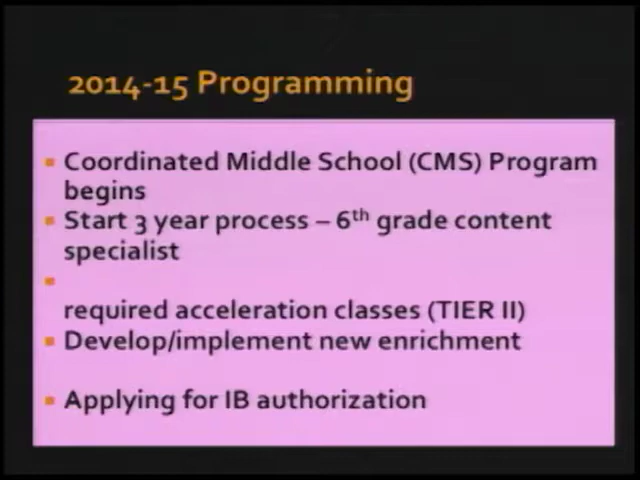 2014-15 Programming
Coordinated Middle School (CMS) Program
begins
Start 3 year process – 6th grade content
specialist
required acceleration classes (TIER II)
Develop/implement new enrichment
Applying for IB authorization